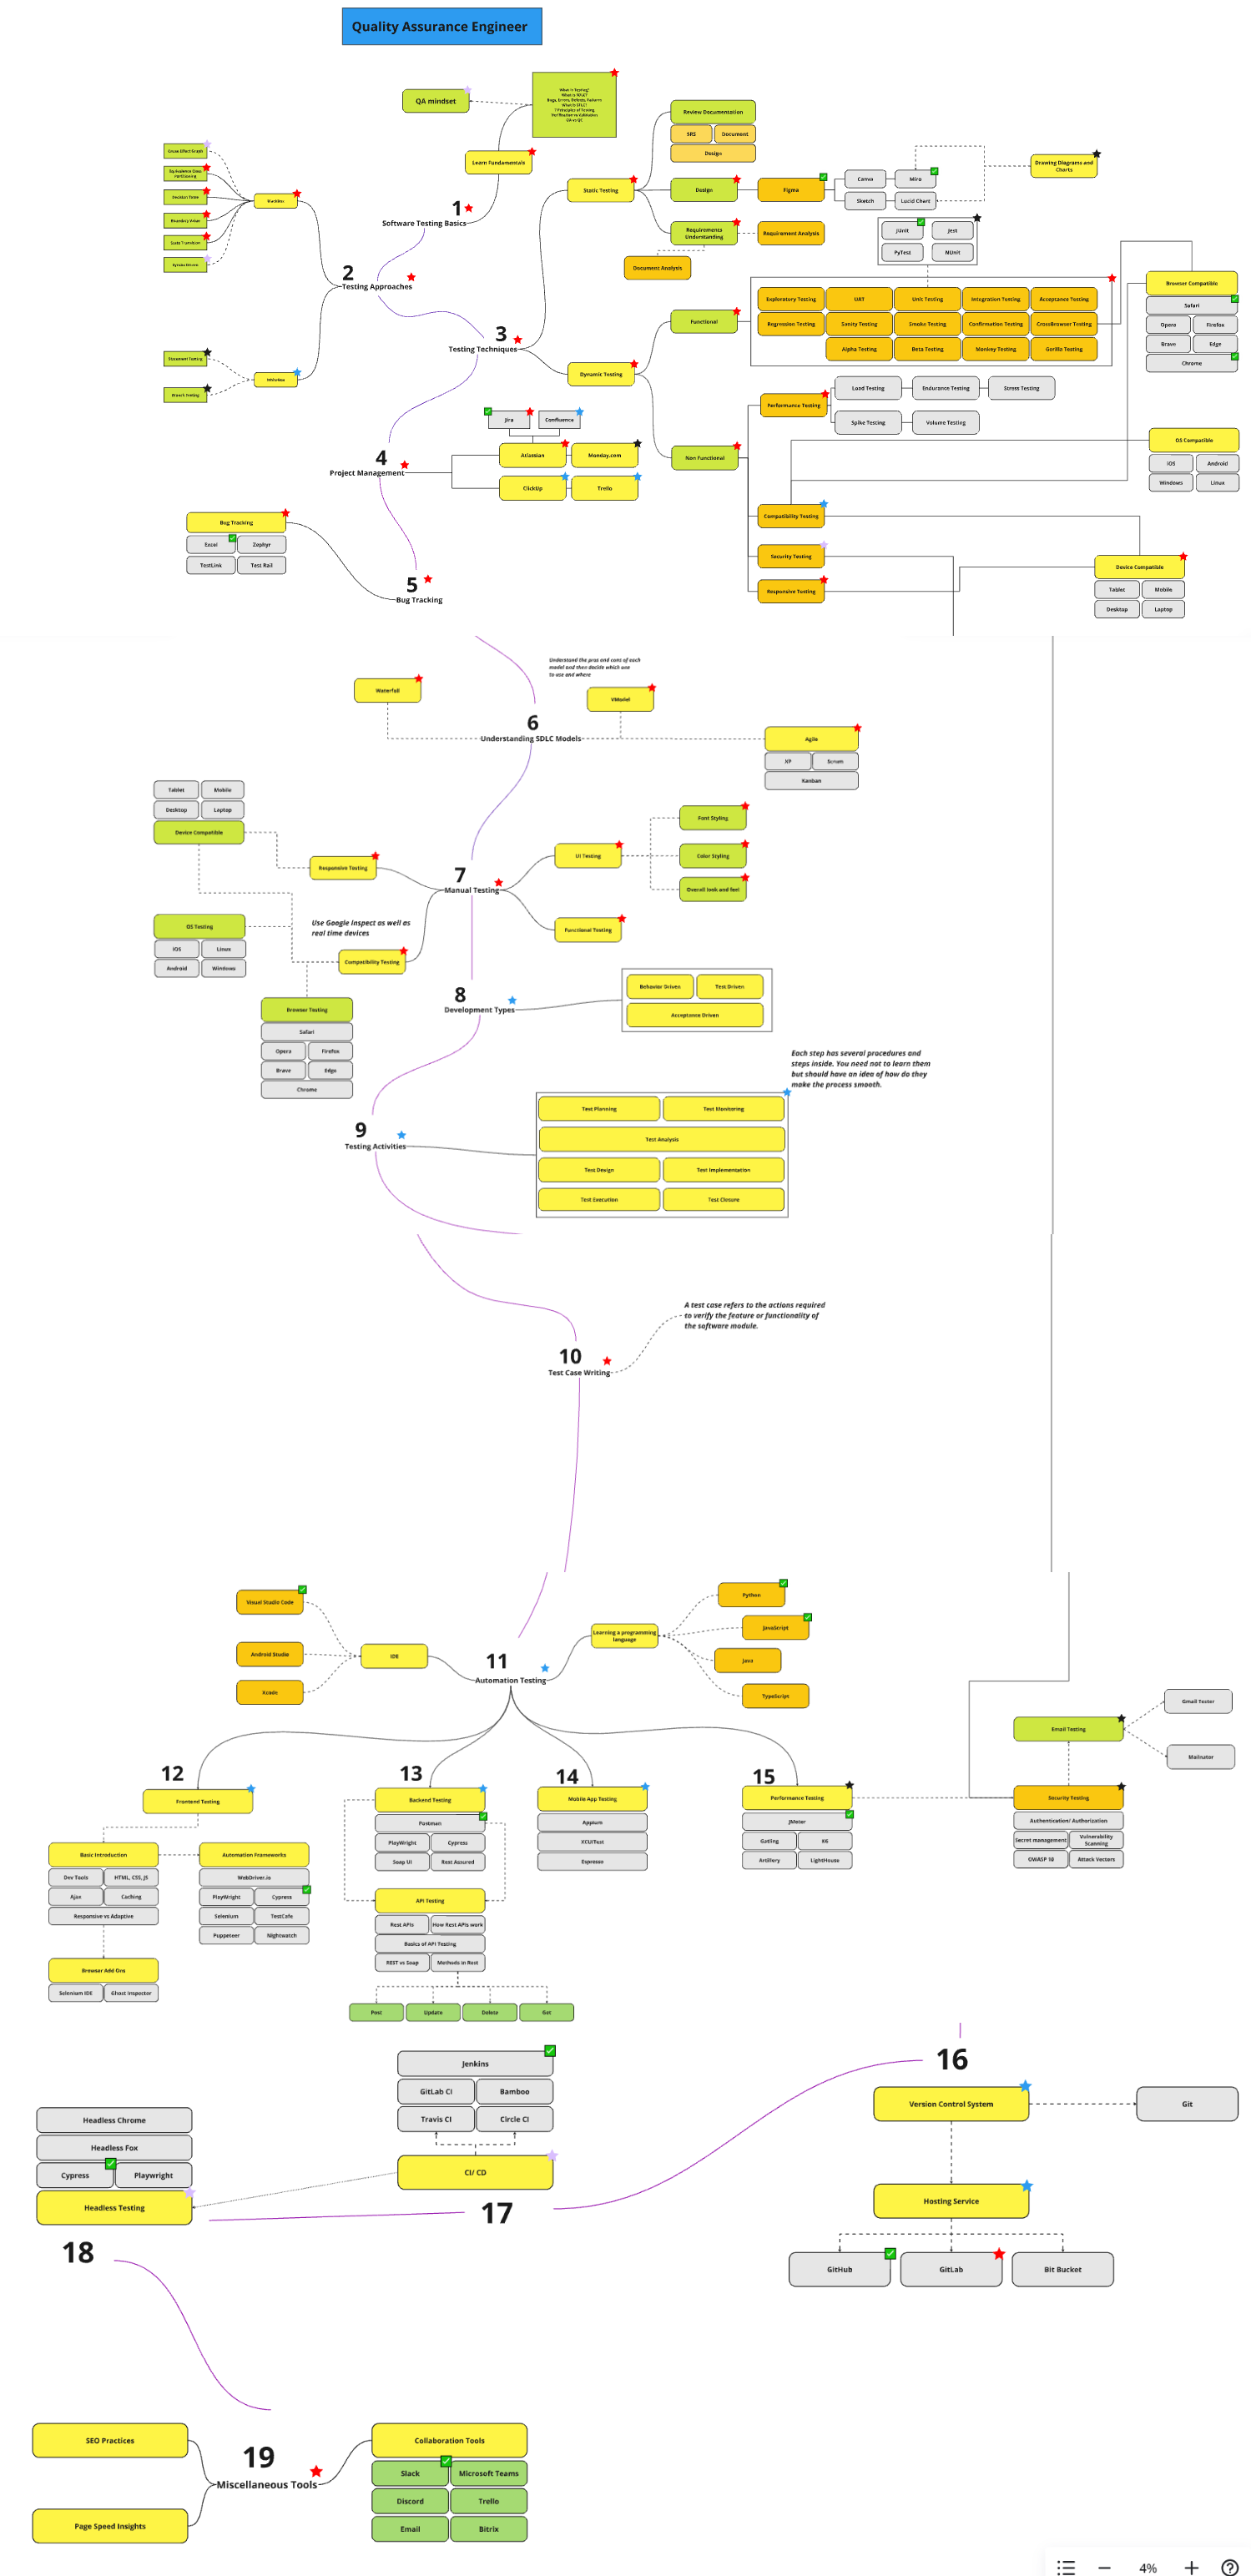 Quality Assurance Engineer
QA mindset
What is Testing?
What is SDLC?
Bugs, Errors, Defects, Failures
What is STLC?
7 Principles of Testing
Verification vs Validation
QA vs QC
Learn Fundamentals
1
Software Testing Basics
Cause Effect Graph
Equivalence Class
Partitioning
Decision Table
Boundary Value
State Transition
BlackBox
2
Testing Approaches
Statement Testing
Branch Testing
WhiteBox
3
Testing Techniques
Static Testing
Review Documentation
SRS
Document
Design
Design
Figma
Canva
Miro
Sketch
Lucid Chart
Drawing Diagrams and
Charts
Requirements
Understanding
Requirement Analysis
Document Analysis
JUnit
Jest
PyTest
NUnit
Dynamic Testing
Functional
Exploratory Testing
UAT
Unit Testing
Integration Testing
Acceptance Testing
Regression Testing
Sanity Testing
Smoke Testing
Confirmation Testing
CrossBrowser Testing
Alpha Testing
Beta Testing
Monkey Testing
Gorilla Testing
Browser Compatible
Safari
Opera
Firefox
Brave
Edge
Chrome
Non Functional
Performance Testing
Load Testing
Endurance Testing
Stress Testing
Spike Testing
Volume Testing
OS Compatible
iOS
Android
Windows
Linux
Compatibility Testing
Security Testing
Responsive Testing
Device Compatible
Tablet
Mobile
Desktop
Laptop
4
Project Management
Jira
Confluence
Atlassian
Monday.com
ClickUp
Trello
Bug Tracking
Excel
Zephyr
TestLink
Test Rail
5
Bug Tracking
Understand the pros and cons of each
model and then decide which one
to use and where
Waterfall
VModel
6
Understanding SDLC Models
Agile
XP
Scrum
Kanban
Tablet
Mobile
Desktop
Laptop
Device Compatible
Responsive Testing
7
Manual Testing
UI Testing
Font Styling
Color Styling
Overall look and feel
Functional Testing
OS Testing
iOS
Linux
Android
Windows
Use Google Inspect as well as
real time devices
Compatibility Testing
Browser Testing
Safari
Opera
Firefox
Brave
Edge
Chrome
8
Development Types
Behavior Driven
Test Driven
Acceptance Driven
Each step has several procedures and
steps inside. You need not to learn them
but should have an idea of how do they
make the process smooth.
9
Testing Activities
Test Planning
Test Monitoring
Test Analysis
Test Design
Test Implementation
Test Execution
Test Closure
A test case refers to the actions required
to verify the feature or functionality of
the software module.
10
Test Case Writing
Visual Studio Code
Android Studio
Xcode
IDE
11
Automation Testing
Learning a programming
language
Python
JavaScript
Java
TypeScript
12
Frontend Testing
Basic Introduction
Dev Tools
HTML, CSS, JS
Ajax
Caching
Responsive vs Adaptive
Browser Add Ons
Selenium IDE
Ghost Inspector
Automation Frameworks
WebDriver.io
PlayWright
Cypress
Selenium
TestCafe
Puppeteer
Nightwatch
13
Backend Testing
Postman
PlayWright
Cypress
Soap UI
Rest Assured
API Testing
Rest APIs
How Rest APIs work
Basics of API Testing
REST vs Soap
Methods in Rest
Post
Update
Delete
Get
14
Mobile App Testing
Appium
XCUITest
Espresso
15
Performance Testing
JMeter
Gatling
K6
Artillery
LightHouse
Email Testing
Gmail Tester
Mailnator
Security Testing
Authentication/ Authorization
Secret management
Vulnerability
Scanning
OWASP 10
Attack Vectors
16
Version Control System
Git
Hosting Service
GitHub
GitLab
Bit Bucket
Jenkins
GitLab CI
Bamboo
Travis CI
Circle CI
CI/ CD
17
Headless Chrome
Headless Fox
Cypress
Playwright
Headless Testing
18
SEO Practices
Page Speed Insights
19
Miscellaneous Tools
Collaboration Tools
Slack
Microsoft Teams
Discord
Trello
Email
Bitrix
4%